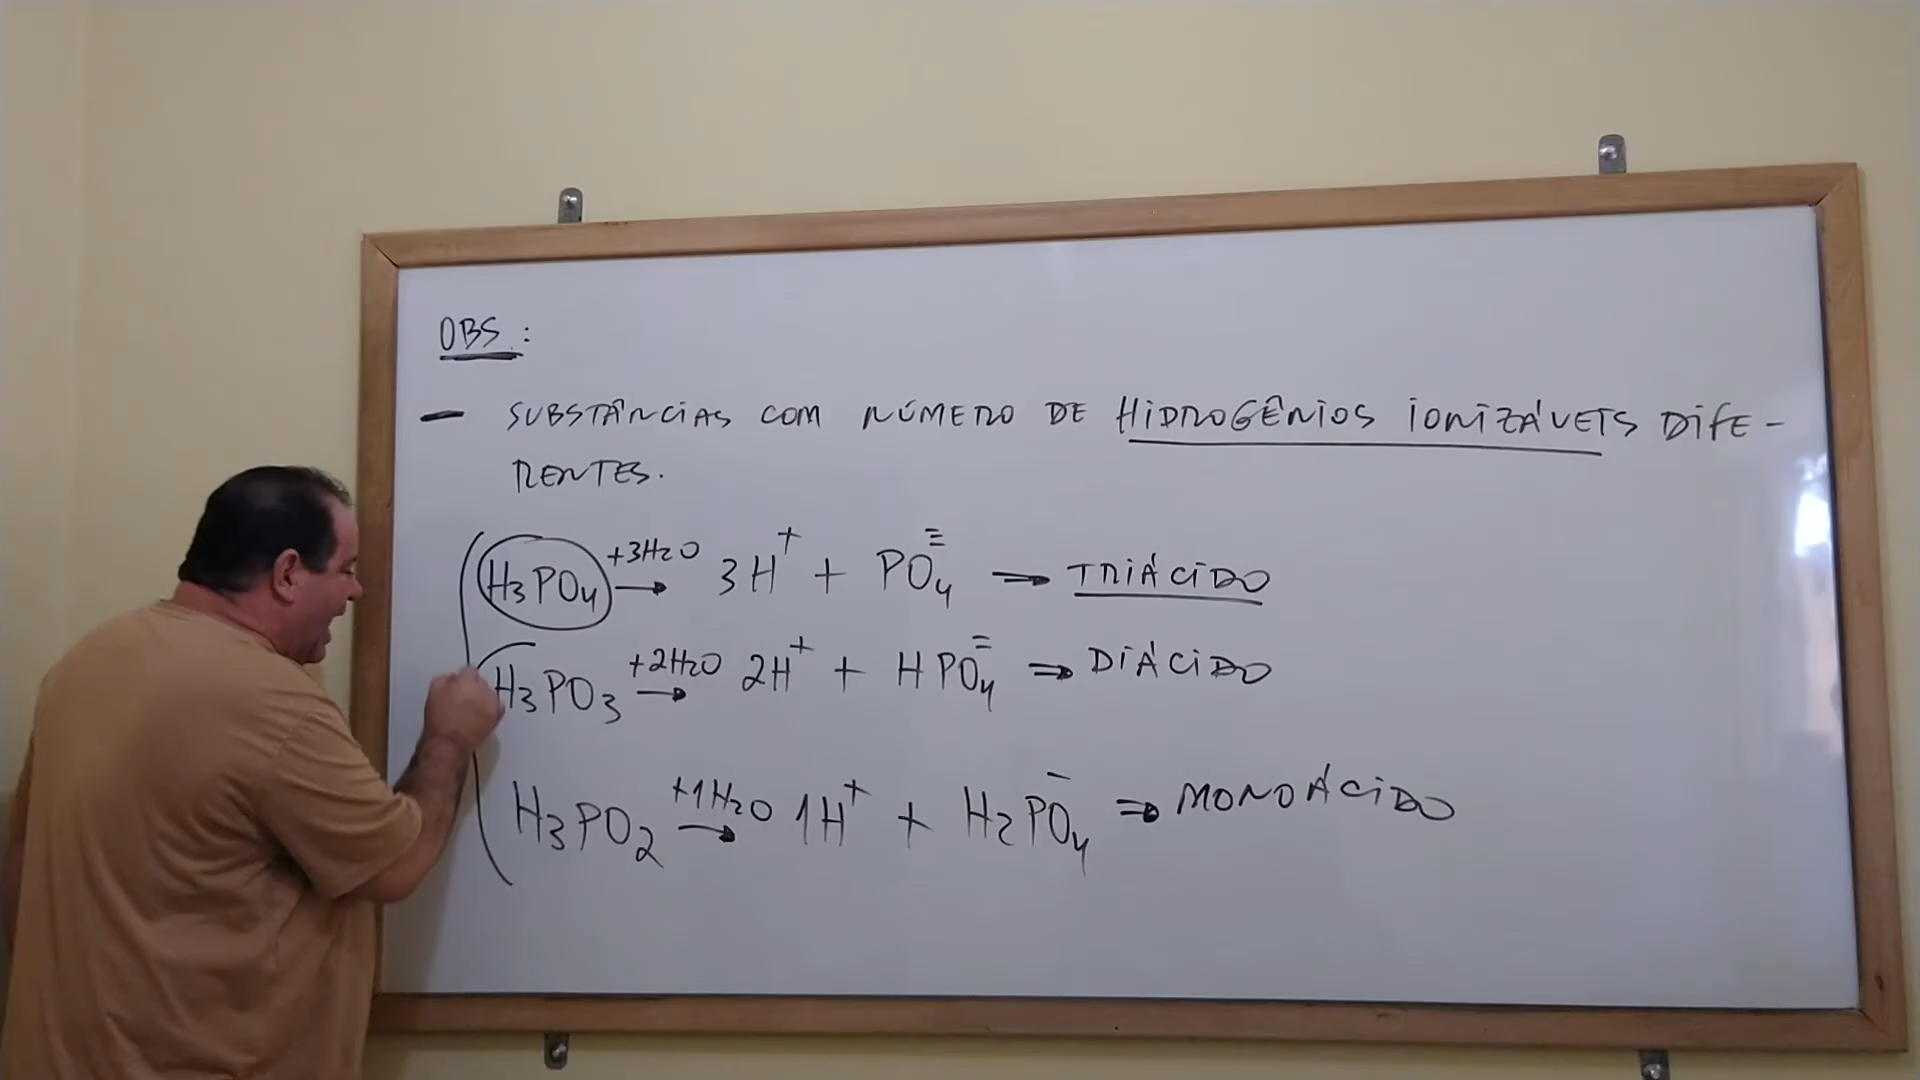 OBS.:
— SUBSTÂNCIAS COM NÚMERO DE HIDROGÊNIOS IONIZÁVEIS DIFE-
RENTES.
H₃PO₄ +3H₂O → 3H⁺ + PO₄≡ → TRIÁCIDO
H₃PO₃ +2H₂O → 2H⁺ + HPO₄= ⇒ DIÁCIDO
H₃PO₂ +1H₂O → 1H⁺ + H₂PO₄⁻ ⇒ MONOÁCIDO